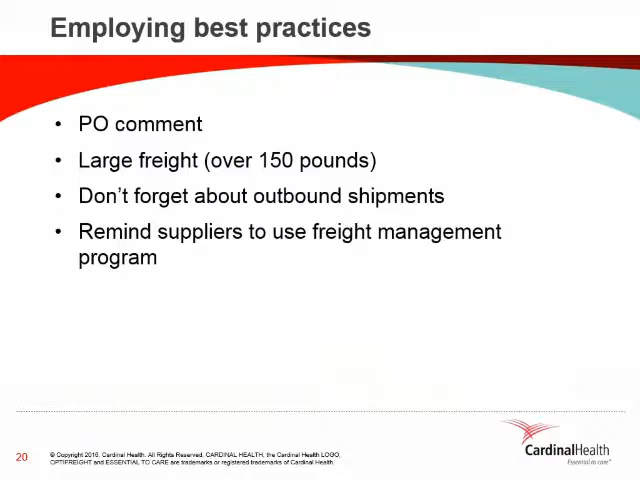 Employing best practices
• PO comment
• Large freight (over 150 pounds)
• Don't forget about outbound shipments
• Remind suppliers to use freight management
program
20
© Copyright 2016, Cardinal Health. All Rights Reserved. CARDINAL HEALTH, the Cardinal Health LOGO,
OPTIFREIGHT and ESSENTIAL TO CARE are trademarks or registered trademarks of Cardinal Health.
CardinalHealth
Essential to care™